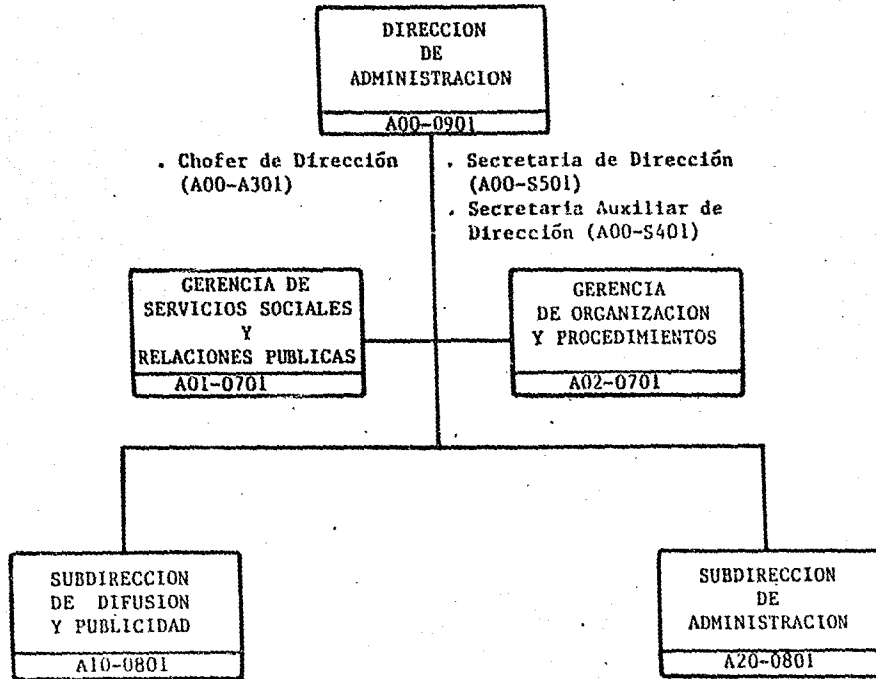 DIRECCION
DE
ADMINISTRACION
A00-0901
. Chofer de Dirección
(A00-A301)
. Secretaria de Dirección
(A00-S501)
. Secretaria Auxiliar de
Dirección (A00-S401)
GERENCIA DE
SERVICIOS SOCIALES
Y
RELACIONES PUBLICAS
A01-0701
GERENCIA
DE ORGANIZACION
Y PROCEDIMIENTOS
A02-0701
SUBDIRECCION
DE DIFUSION
Y PUBLICIDAD
A10-0801
SUBDIRECCION
DE
ADMINISTRACION
A20-0801